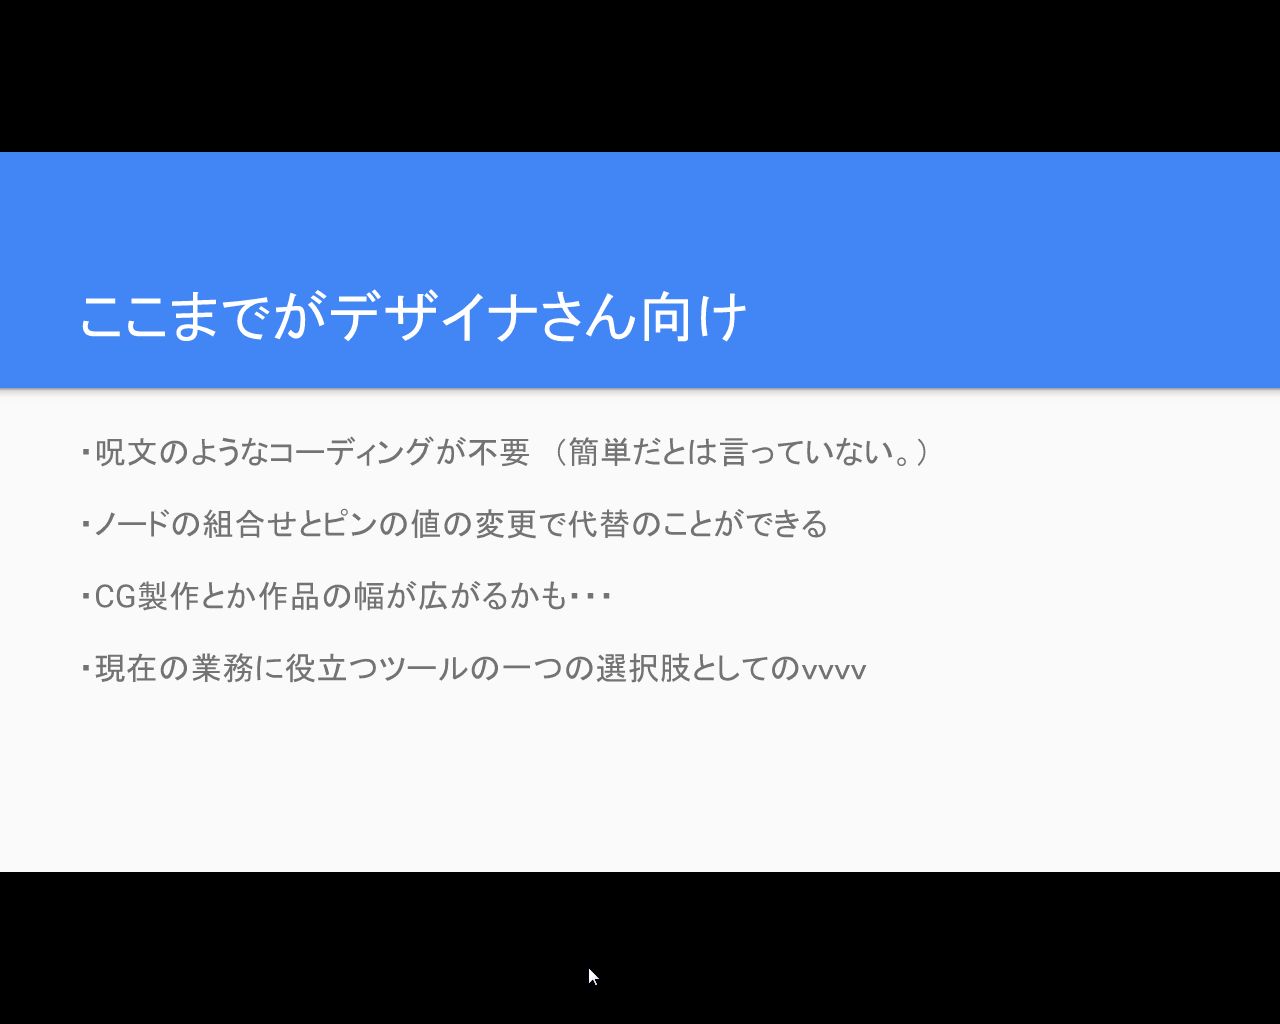 ここまでがデザイナさん向け
・呪文のようなコーディングが不要　（簡単だとは言っていない。）
・ノードの組合せとピンの値の変更で代替のことができる
・CG製作とか作品の幅が広がるかも・・・
・現在の業務に役立つツールの一つの選択肢としてのvvvv